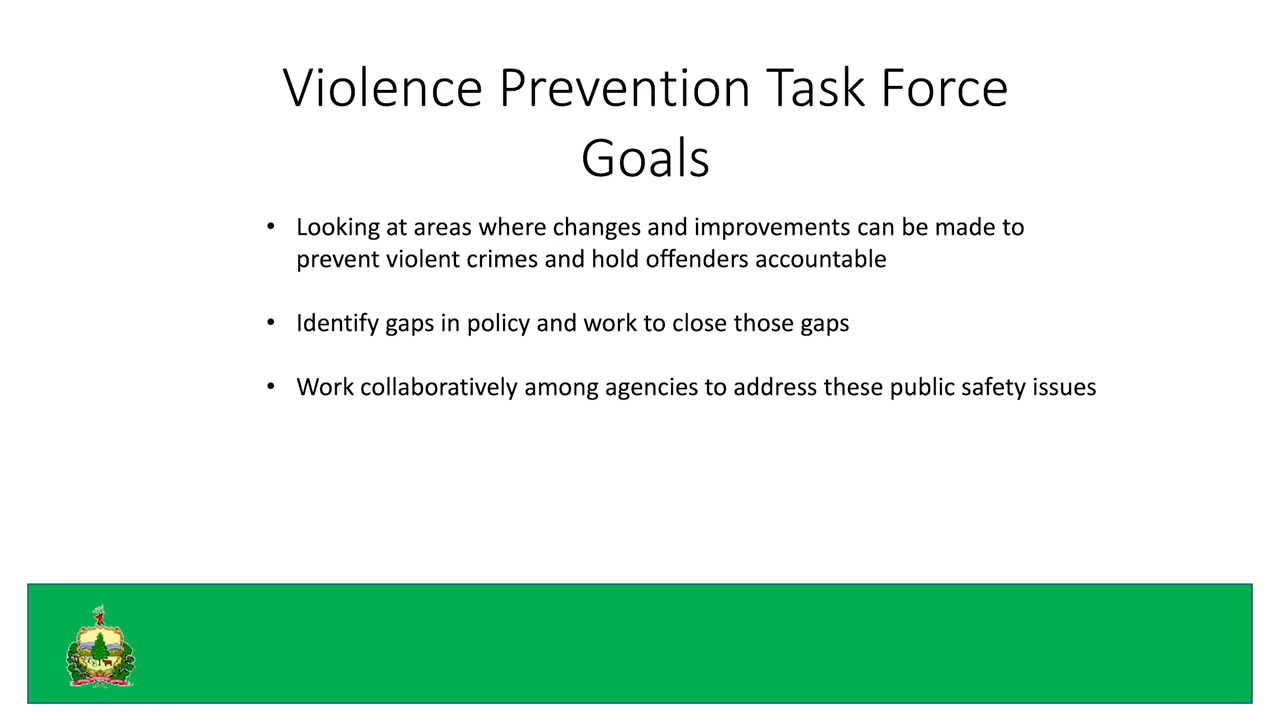 Violence Prevention Task Force
Goals
• Looking at areas where changes and improvements can be made to
prevent violent crimes and hold offenders accountable
• Identify gaps in policy and work to close those gaps
• Work collaboratively among agencies to address these public safety issues